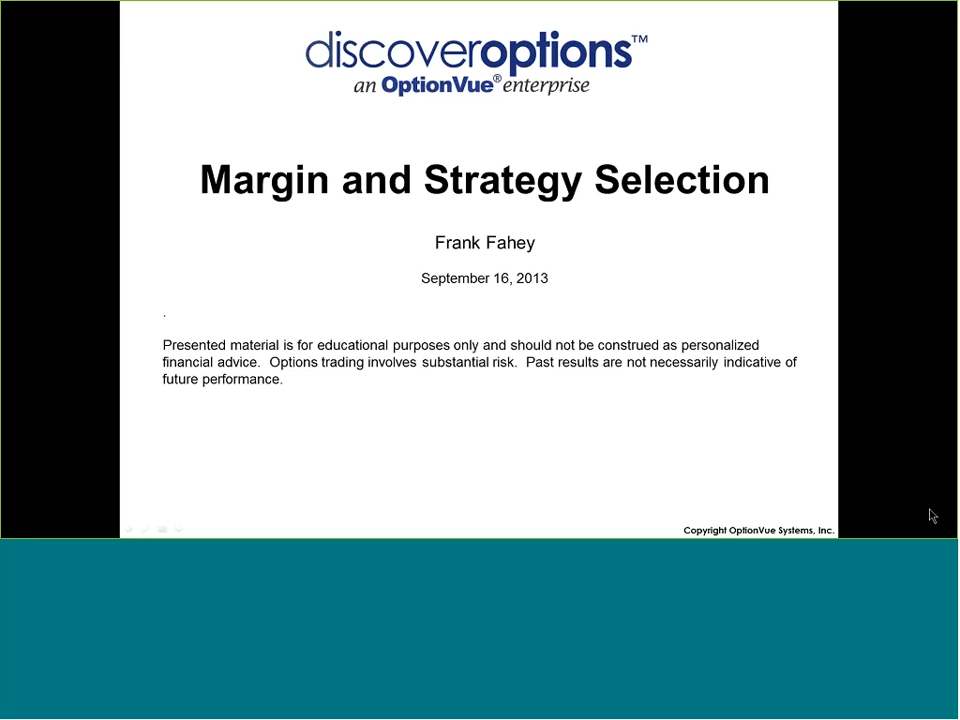 discoveroptions™
an OptionVue® enterprise
Margin and Strategy Selection
Frank Fahey
September 16, 2013
.
Presented material is for educational purposes only and should not be construed as personalized
financial advice.  Options trading involves substantial risk.  Past results are not necessarily indicative of
future performance.
Copyright OptionVue Systems, Inc.